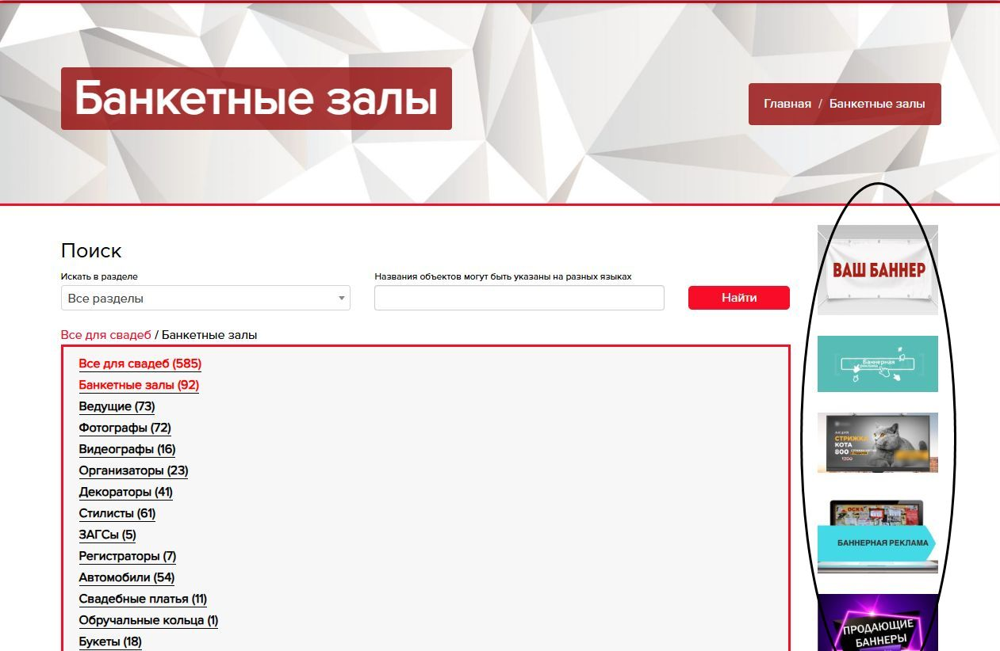 Банкетные залы
Главная / Банкетные залы
Поиск
Искать в разделе
Названия объектов могут быть указаны на разных языках
Все разделы
Найти
Все для свадеб / Банкетные залы
Все для свадеб (585)
Банкетные залы (92)
Ведущие (73)
Фотографы (72)
Видеографы (16)
Организаторы (23)
Декораторы (41)
Стилисты (61)
ЗАГСы (5)
Регистраторы (7)
Автомобили (54)
Свадебные платья (11)
Обручальные кольца (1)
Букеты (18)
ВАШ БАННЕР
Баннерная
реклама
АКЦИЯ
СТРИЖКА
КОТА
800
1200
БАННЕРНАЯ РЕКЛАМА
ПРОДАЮЩИЕ
БАННЕРЫ